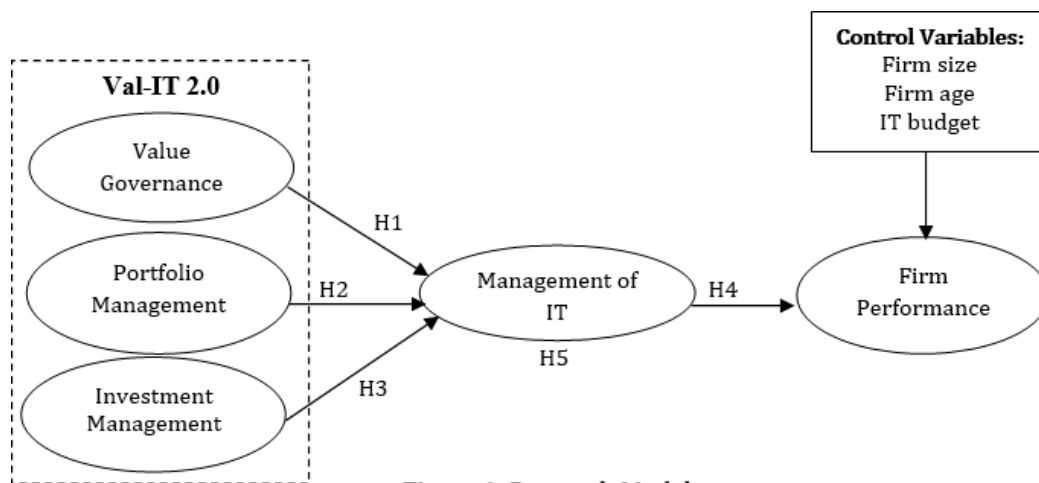 Control Variables:
Firm size
Firm age
IT budget
Val-IT 2.0
Value
Governance
H1
Portfolio
Management
H2
Management of
IT
H4
Firm
Performance
H5
H3
Investment
Management